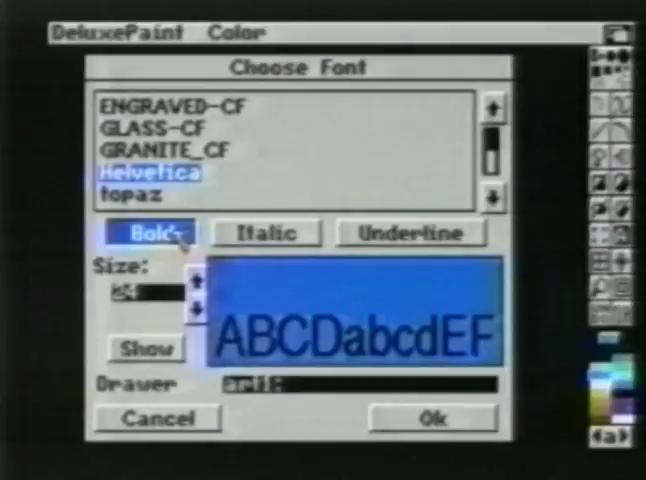 DeluxePaint Color
Choose Font
ENGRAVED-CF
GLASS-CF
GRANITE_CF
Helvetica
topaz
Bold Italic Underline
Size:
24
ABCDabcdEF
Show
Drawer
Cancel Ok